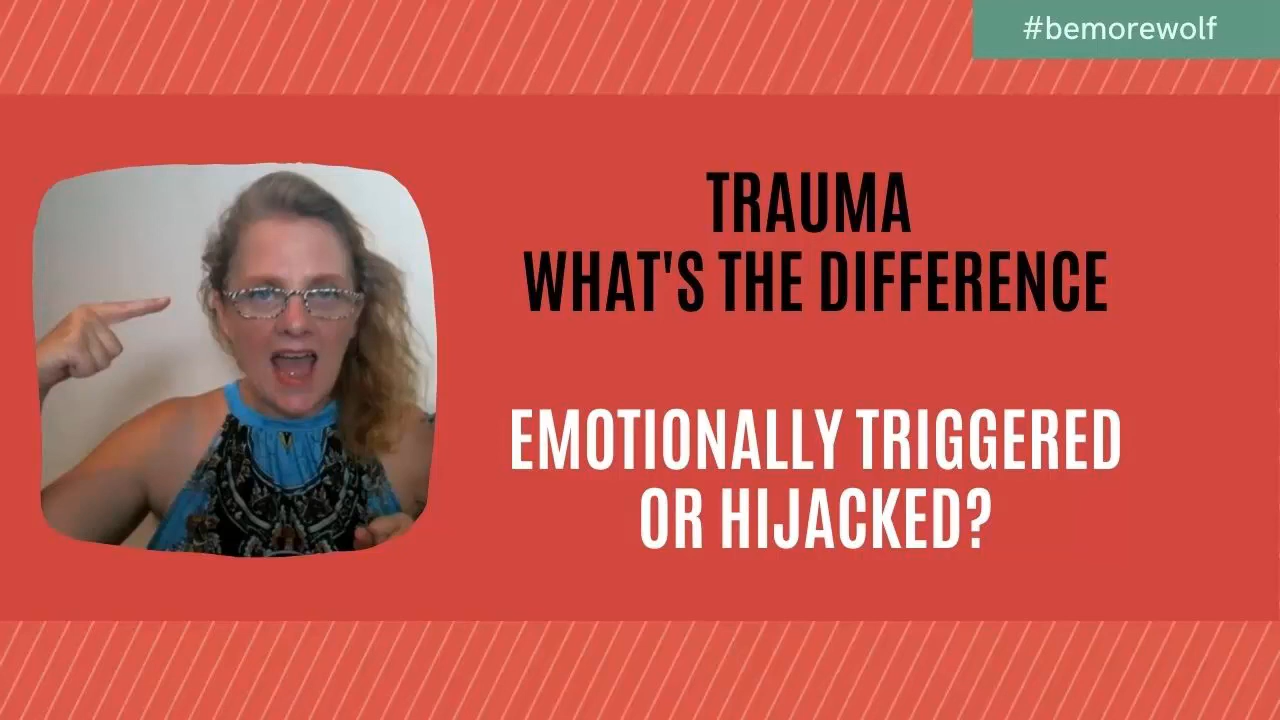 #bemorewolf
TRAUMA
WHAT'S THE DIFFERENCE
EMOTIONALLY TRIGGERED
OR HIJACKED?